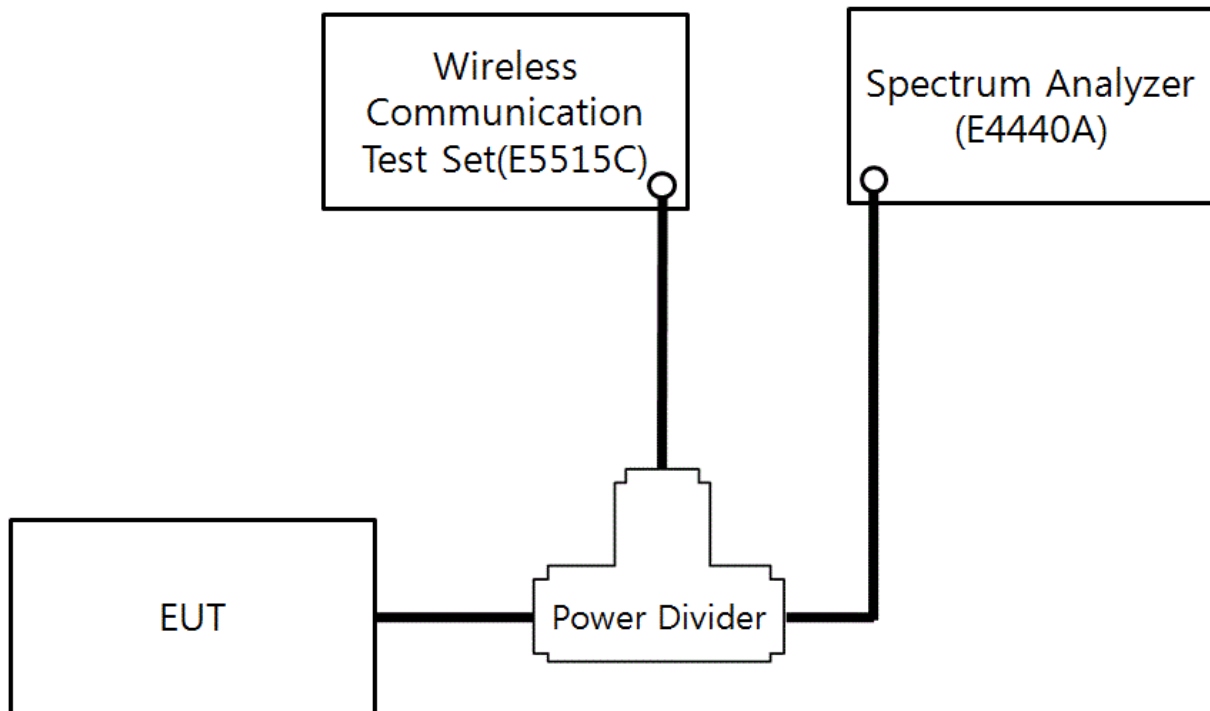 Wireless
Communication
Test Set(E5515C)
Spectrum Analyzer
(E4440A)
EUT
Power Divider